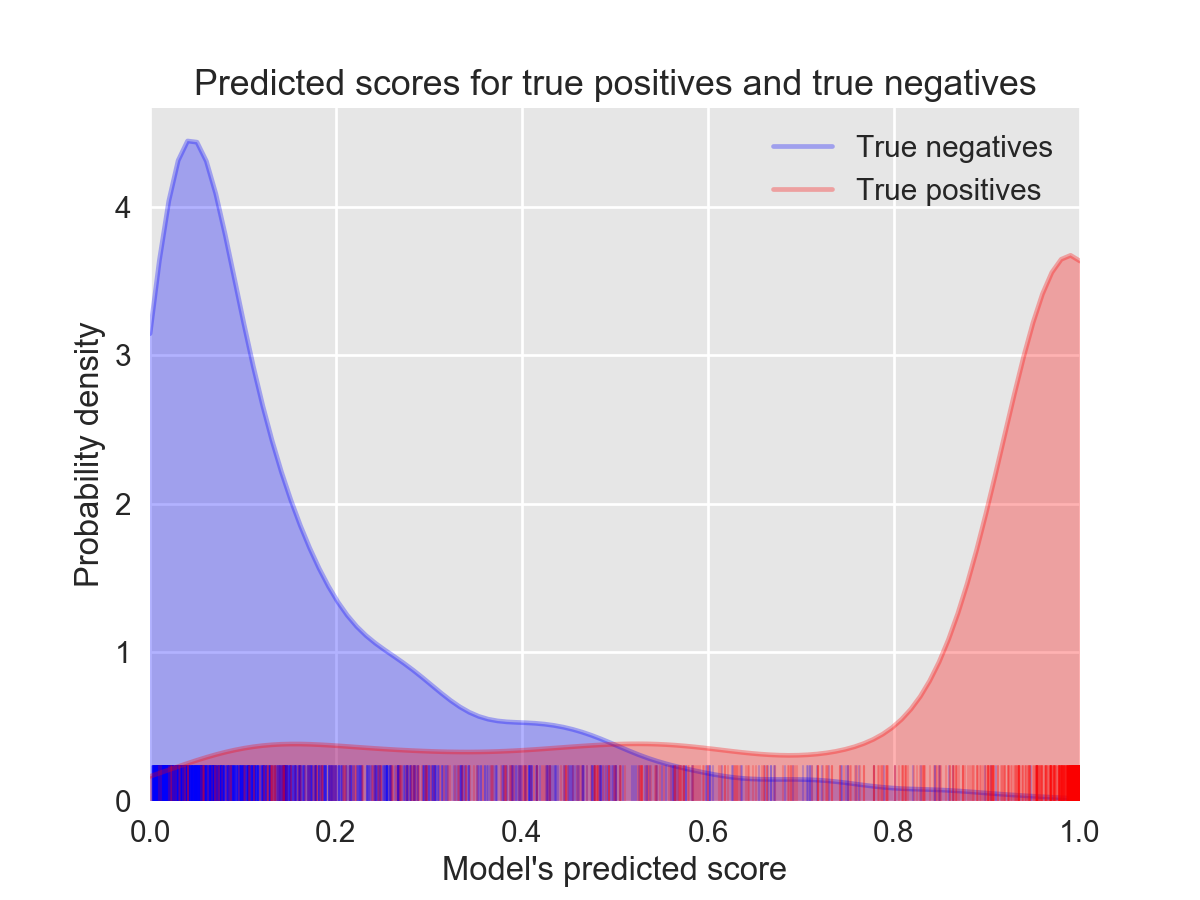 Predicted scores for true positives and true negatives
True negatives
True positives
Probability density
4
3
2
1
0
0.0 0.2 0.4 0.6 0.8 1.0
Model's predicted score